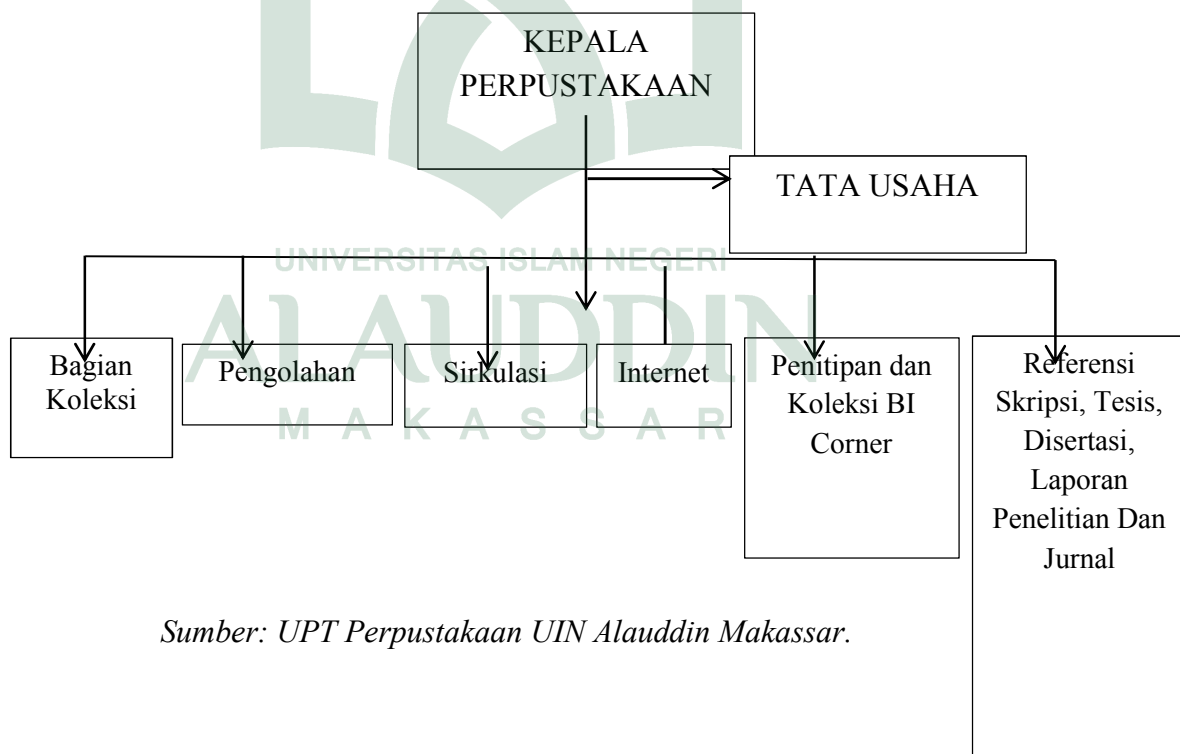 KEPALA
PERPUSTAKAAN
TATA USAHA
UNIVERSITAS ISLAM NEGERI
ALAUDDIN
M A K A S S A R
Bagian
Koleksi
Pengolahan
Sirkulasi
Internet
Penitipan dan
Koleksi BI
Corner
Referensi
Skripsi, Tesis,
Disertasi,
Laporan
Penelitian Dan
Jurnal
Sumber: UPT Perpustakaan UIN Alauddin Makassar.